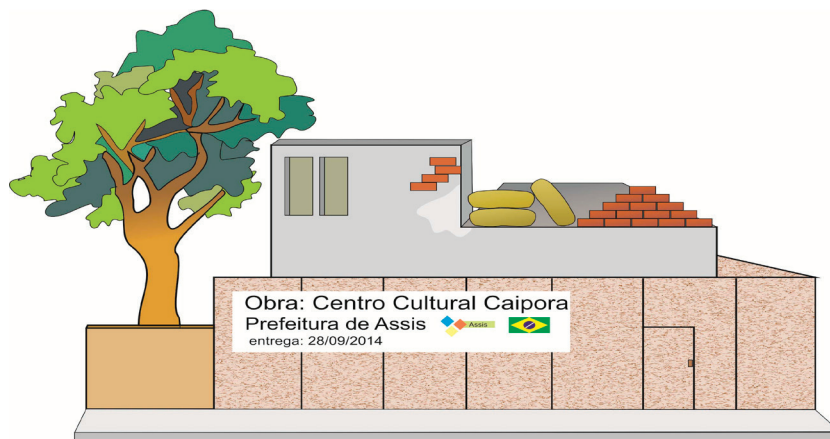 Obra: Centro Cultural Caipora
Prefeitura de Assis
Assis
entrega: 28/09/2014